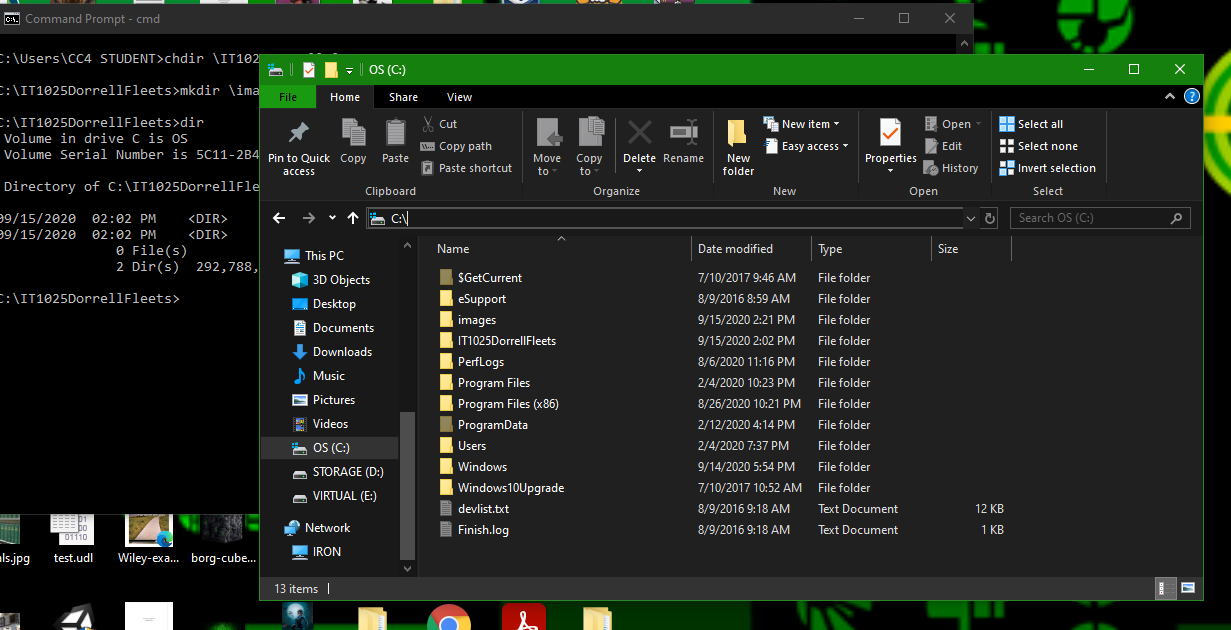 Command Prompt - cmd
C:\Users\CC4 STUDENT>chdir \IT102
C:\IT1025DorrellFleets>mkdir \ima
C:\IT1025DorrellFleets>dir
Volume in drive C is OS
Volume Serial Number is 5C11-2B4
Directory of C:\IT1025DorrellFle
09/15/2020 02:02 PM <DIR>
09/15/2020 02:02 PM <DIR>
0 File(s)
2 Dir(s) 292,788,
C:\IT1025DorrellFleets>
OS (C:)
File Home Share View
Pin to Quick access
Copy
Paste
Cut
Copy path
Paste shortcut
Clipboard
Move to
Copy to
Delete
Rename
Organize
New folder
New item
Easy access
New
Properties
Open
Edit
History
Open
Select all
Select none
Invert selection
Select
C:\
Search OS (C:)
This PC
3D Objects
Desktop
Documents
Downloads
Music
Pictures
Videos
OS (C:)
STORAGE (D:)
VIRTUAL (E:)
Network
IRON
Name Date modified Type Size
$GetCurrent 7/10/2017 9:46 AM File folder
eSupport 8/9/2016 8:59 AM File folder
images 9/15/2020 2:21 PM File folder
IT1025DorrellFleets 9/15/2020 2:02 PM File folder
PerfLogs 8/6/2020 11:16 PM File folder
Program Files 2/4/2020 10:23 PM File folder
Program Files (x86) 8/26/2020 10:21 PM File folder
ProgramData 2/12/2020 4:14 PM File folder
Users 2/4/2020 7:37 PM File folder
Windows 9/14/2020 5:54 PM File folder
Windows10Upgrade 7/10/2017 10:52 AM File folder
devlist.txt 8/9/2016 9:18 AM Text Document 12 KB
Finish.log 8/9/2016 9:18 AM Text Document 1 KB
13 items
ls.jpg
test.udl
Wiley-exa...
borg-cube...